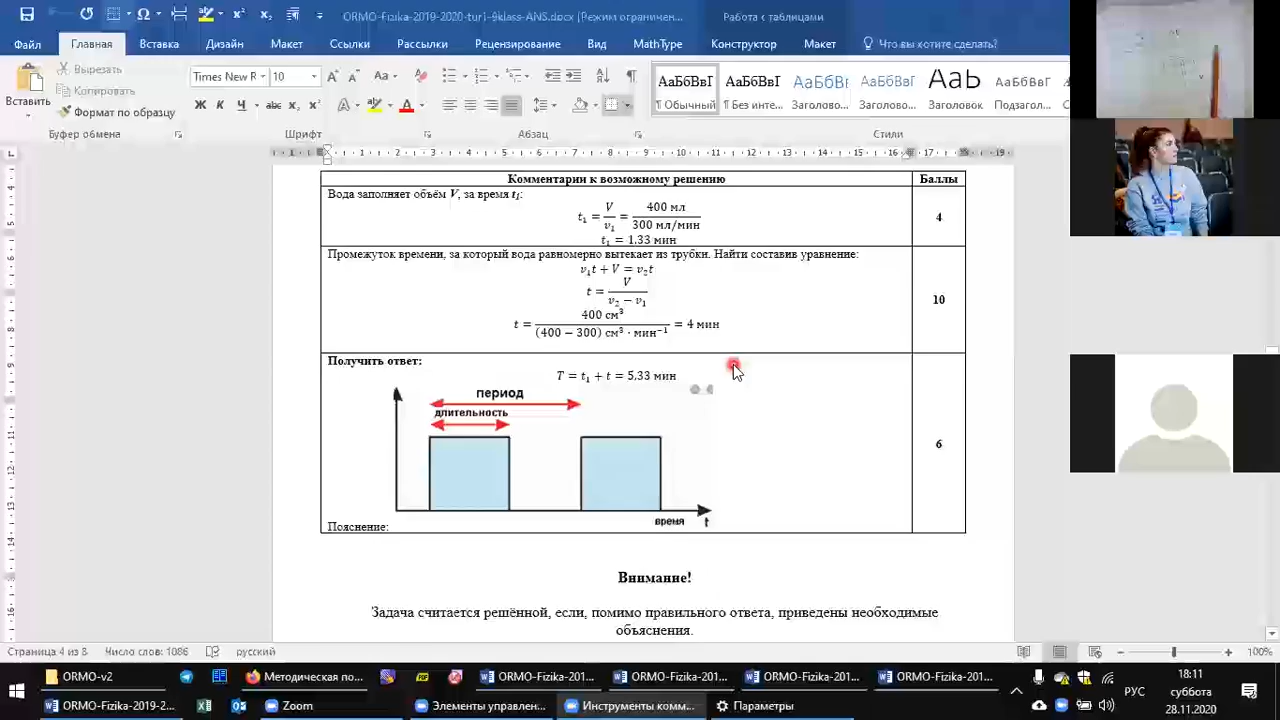 ORMO-Fizika-2019-2020-tur1-9klass-ANS.docx [Режим ограничен...
Работа с таблицами
Файл
Главная
Вставка
Дизайн
Макет
Ссылки
Рассылки
Рецензирование
Вид
MathType
Конструктор
Макет
Что вы хотите сделать?
Вставить
Вырезать
Копировать
Формат по образцу
Буфер обмена
Times New R
10
Ж К Ч abc x₂ x²
Шрифт
Абзац
АаБбВвГг
АаБбВвГг
АаБбВвГ
АаБбВвГг
АаБ
АаБбВвГ
¶ Обычный
¶ Без инте...
Заголово...
Заголово...
Заголовок
Подзагол...
Стили
Комментарии к возможному решению
Баллы
Вода заполняет объём V, за время t₁:
t₁ = V/v₁ = 400 мл/300 мл/мин
t₁ = 1.33 мин
4
Промежуток времени, за который вода равномерно вытекает из трубки. Найти составив уравнение:
v₁t + V = v₂t
t = V/(v₂ − v₁)
t = 400 см³/((400 − 300) см³ · мин⁻¹) = 4 мин
10
Получить ответ:
T = t₁ + t = 5,33 мин
период
длительность
время t
Пояснение:
6
Внимание!
Задача считается решённой, если, помимо правильного ответа, приведены необходимые
объяснения.
Страница 4 из 8
Число слов: 1086
русский
100%
ORMO-v2
Методическая по...
ORMO-Fizika-201...
ORMO-Fizika-201...
ORMO-Fizika-201...
ORMO-Fizika-201...
ORMO-Fizika-2019-2...
Zoom
Элементы управлен...
Инструменты комм...
Параметры
РУС
18:11
суббота
28.11.2020